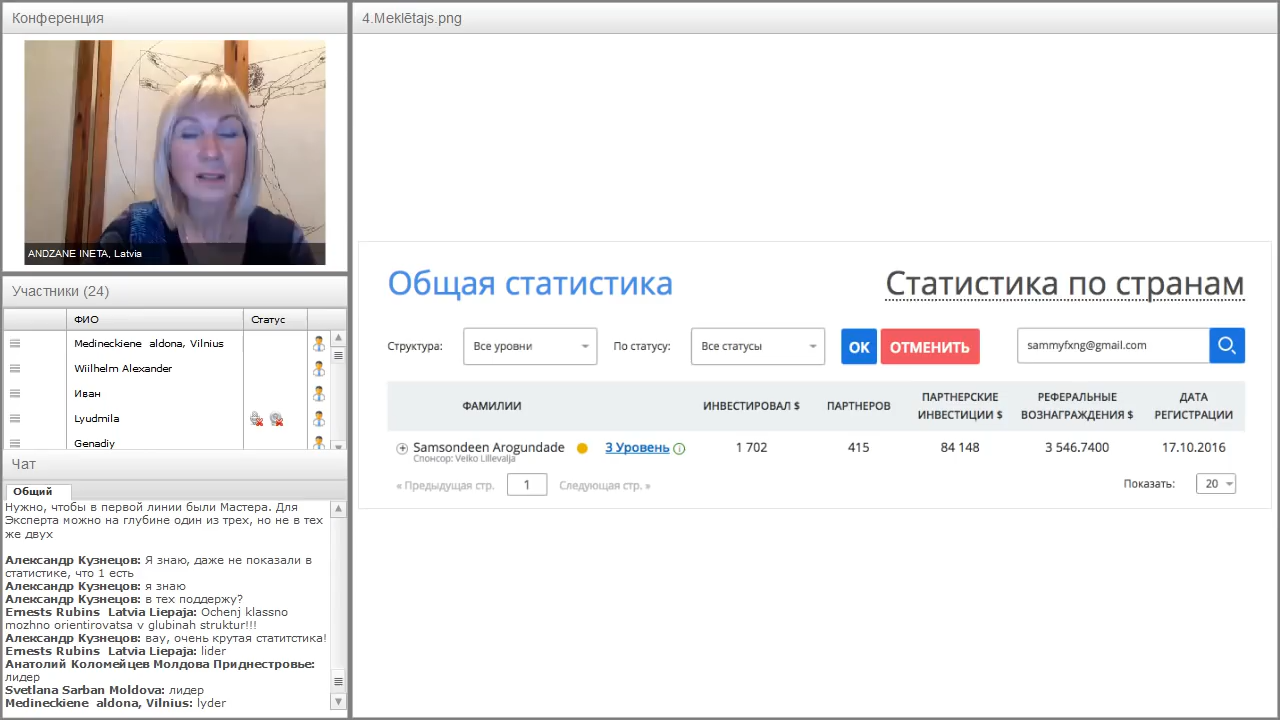 Конференция
ANDZANE INETA, Latvia
Участники (24)
ФИО Статус
Medineckiene aldona, Vilnius
Wiilhelm Alexander
Иван
Lyudmila
Genadiy
Чат
Общий
Нужно, чтобы в первой линии были Мастера. Для
Эксперта можно на глубине один из трех, но не в тех
же двух
Александр Кузнецов: Я знаю, даже не показали в
статистике, что 1 есть
Александр Кузнецов: я знаю
Александр Кузнецов: в тех поддержу?
Ernests Rubins Latvia Liepaja: Ochenj klassno
mozhno orientirovatsa v glubinah struktur!!!
Александр Кузнецов: вау, очень крутая статитстика!
Ernests Rubins Latvia Liepaja: lider
Анатолий Коломейцев Молдова Приднестровье:
лидер
Svetlana Sarban Moldova: лидер
Medineckiene aldona, Vilnius: lyder
4.Meklētajs.png
Общая статистика Статистика по странам
Структура: Все уровни По статусу: Все статусы ОК ОТМЕНИТЬ sammyfxng@gmail.com
ФАМИЛИИ ИНВЕСТИРОВАЛ $ ПАРТНЕРОВ ПАРТНЕРСКИЕ ИНВЕСТИЦИИ $ РЕФЕРАЛЬНЫЕ ВОЗНАГРАЖДЕНИЯ $ ДАТА РЕГИСТРАЦИИ
Samsondeen Arogundade 3 Уровень 1 702 415 84 148 3 546.7400 17.10.2016
Спонсор: Veiko Lillevalja
« Предыдущая стр. 1 Следующая стр. » Показать: 20